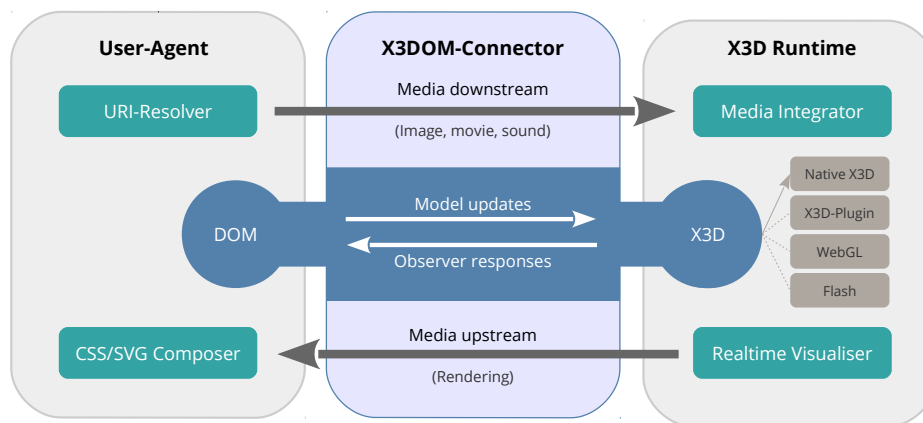 User-Agent
X3DOM-Connector
X3D Runtime
URI-Resolver
Media downstream
(Image, movie, sound)
Media Integrator
DOM
Model updates
Observer responses
X3D
Native X3D
X3D-Plugin
WebGL
Flash
CSS/SVG Composer
Media upstream
(Rendering)
Realtime Visualiser